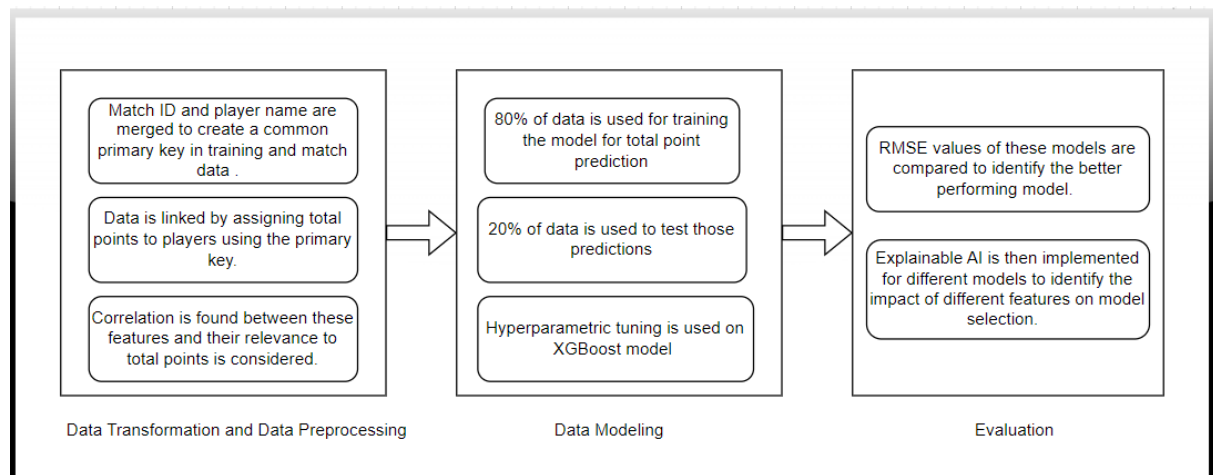 Match ID and player name are
merged to create a common
primary key in training and match
data .
Data is linked by assigning total
points to players using the primary
key.
Correlation is found between these
features and their relevance to
total points is considered.
Data Transformation and Data Preprocessing
80% of data is used for training
the model for total point
prediction
20% of data is used to test those
predictions
Hyperparametric tuning is used on
XGBoost model
Data Modeling
RMSE values of these models are
compared to identify the better
performing model.
Explainable AI is then implemented
for different models to identify the
impact of different features on model
selection.
Evaluation